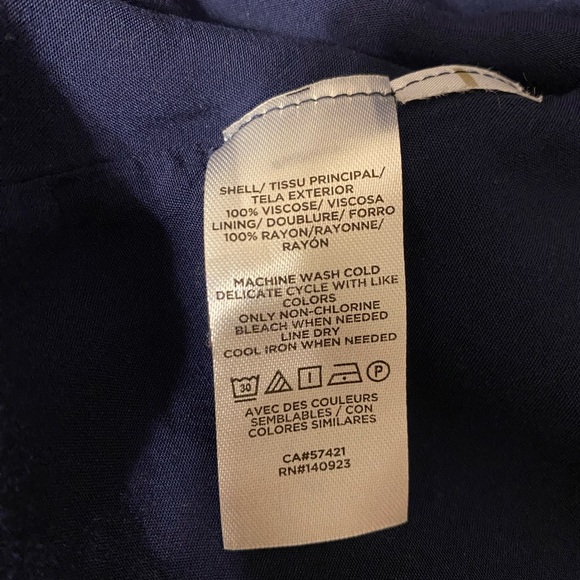 SHELL/ TISSU PRINCIPAL/
TELA EXTERIOR
100% VISCOSE/ VISCOSA
LINING/ DOUBLURE/ FORRO
100% RAYON/RAYONNE/
RAYÓN
MACHINE WASH COLD
DELICATE CYCLE WITH LIKE
COLORS
ONLY NON-CHLORINE
BLEACH WHEN NEEDED
LINE DRY
COOL IRON WHEN NEEDED
30 P
AVEC DES COULEURS
SEMBLABLES / CON
COLORES SIMILARES
CA#57421
RN#140923